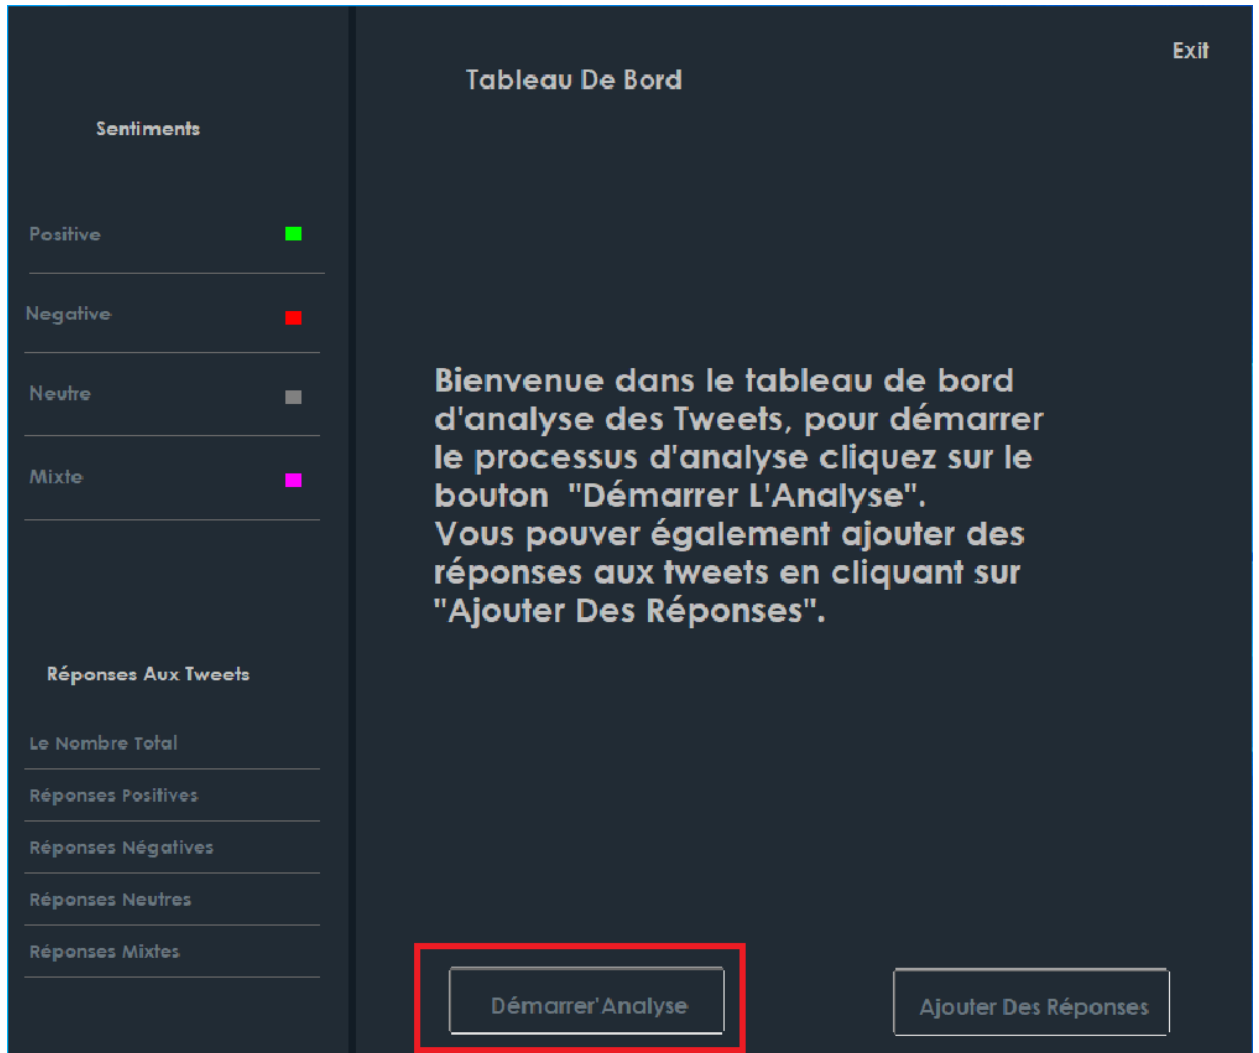 Exit
Tableau De Bord
Sentiments
Positive
Negative
Neutre
Mixte
Bienvenue dans le tableau de bord
d'analyse des Tweets, pour démarrer
le processus d'analyse cliquez sur le
bouton "Démarrer L'Analyse".
Vous pouver également ajouter des
réponses aux tweets en cliquant sur
"Ajouter Des Réponses".
Réponses Aux Tweets
Le Nombre Total
Réponses Positives
Réponses Négatives
Réponses Neutres
Réponses Mixtes
Démarrer'Analyse
Ajouter Des Réponses